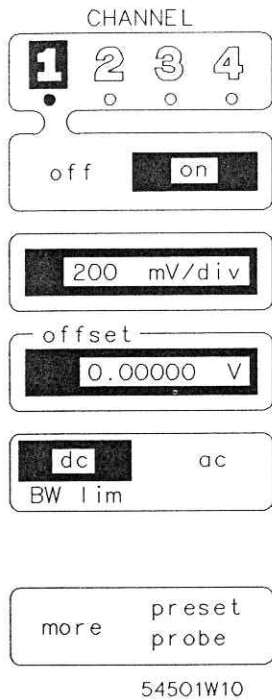 CHANNEL
1 2 3 4
off on
200 mV/div
offset
0.00000 V
dc ac
BW lim
more preset
probe
54501W10